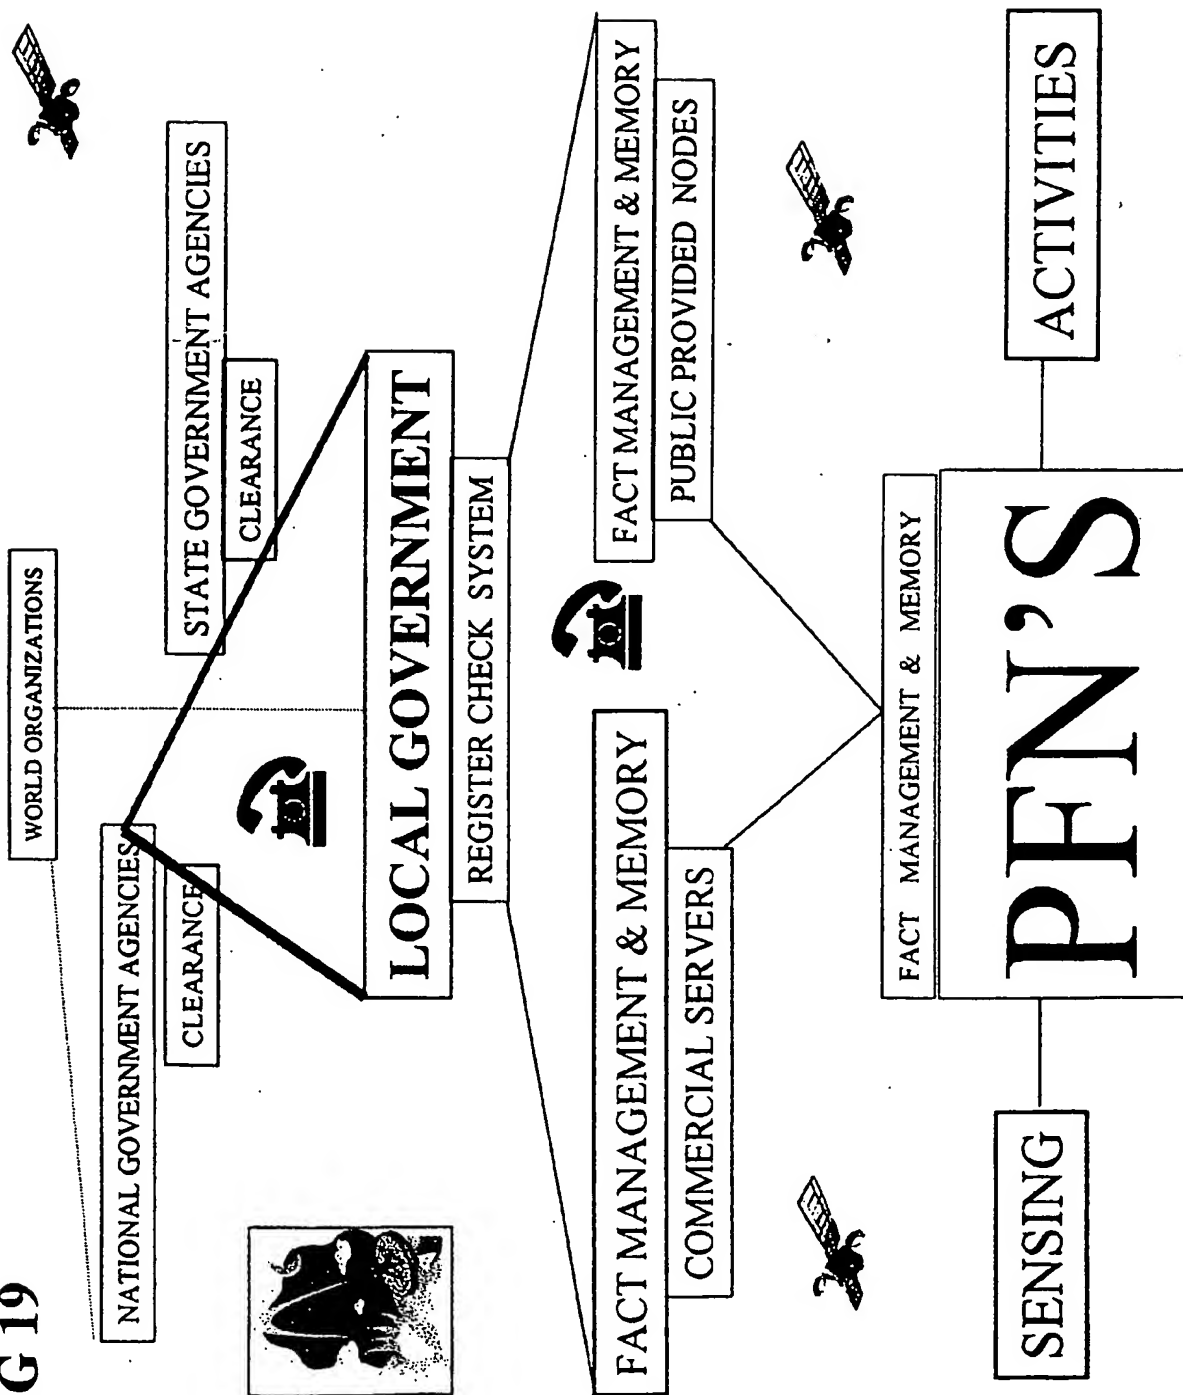 G 19
WORLD ORGANIZATIONS
NATIONAL GOVERNMENT AGENCIES
CLEARANCE
STATE GOVERNMENT AGENCIES
CLEARANCE
LOCAL GOVERNMENT
REGISTER CHECK SYSTEM
FACT MANAGEMENT & MEMORY
COMMERCIAL SERVERS
FACT MANAGEMENT & MEMORY
PUBLIC PROVIDED NODES
FACT MANAGEMENT & MEMORY
PFN'S
SENSING
ACTIVITIES